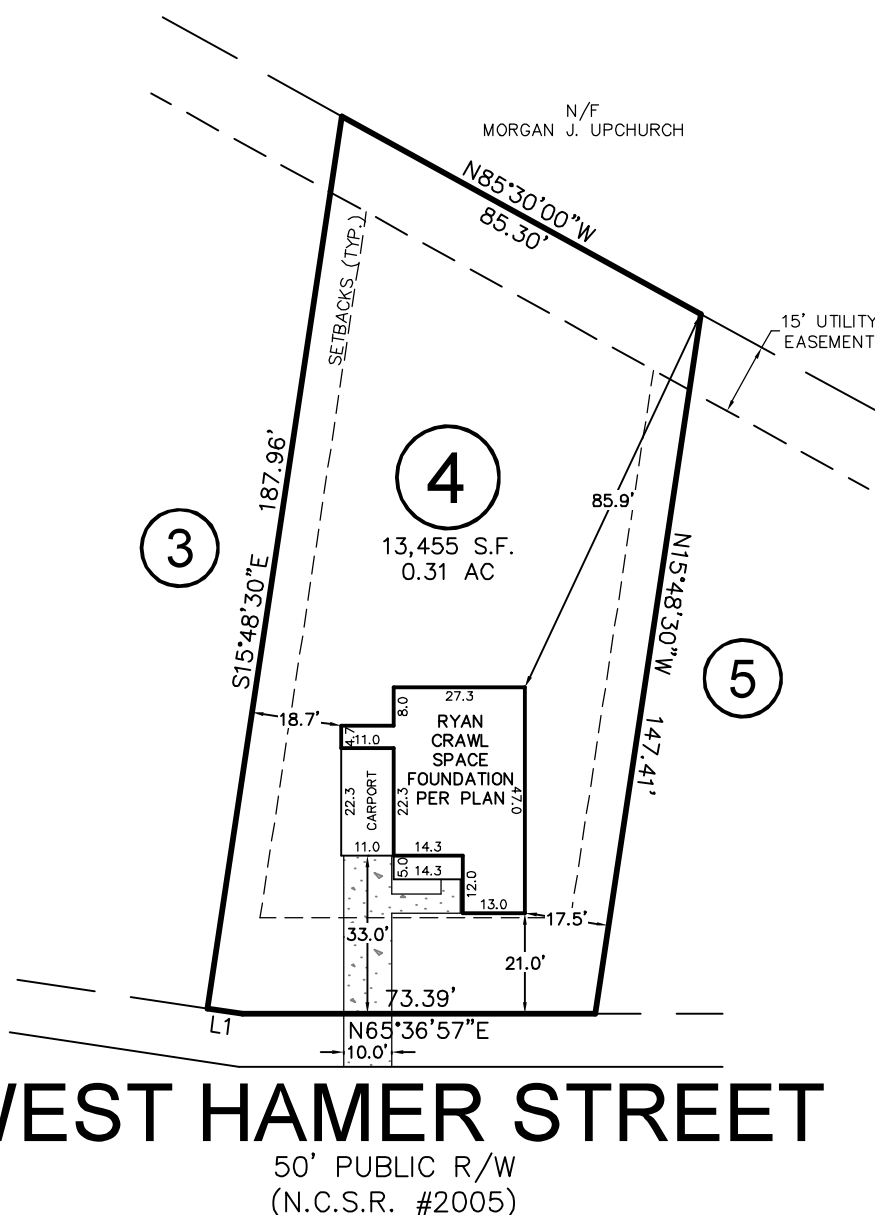 N/F
MORGAN J. UPCHURCH
N85°30'00"W
85.30'
SETBACKS (TYP.)
15' UTILITY
EASEMENT
187.96'
S15°48'30"E
4
13,455 S.F.
0.31 AC
85.9'
3
N15°48'30"W
147.41'
5
27.3
8.0
RYAN
CRAWL
SPACE
FOUNDATION
PER PLAN
18.7'
4.7
11.0
22.3
CARPORT
22.3
47.0
11.0
14.3
5.0
14.3
12.0
13.0
17.5'
33.0'
21.0'
73.39'
L1
N65°36'57"E
10.0'
WEST HAMER STREET
50' PUBLIC R/W
(N.C.S.R. #2005)